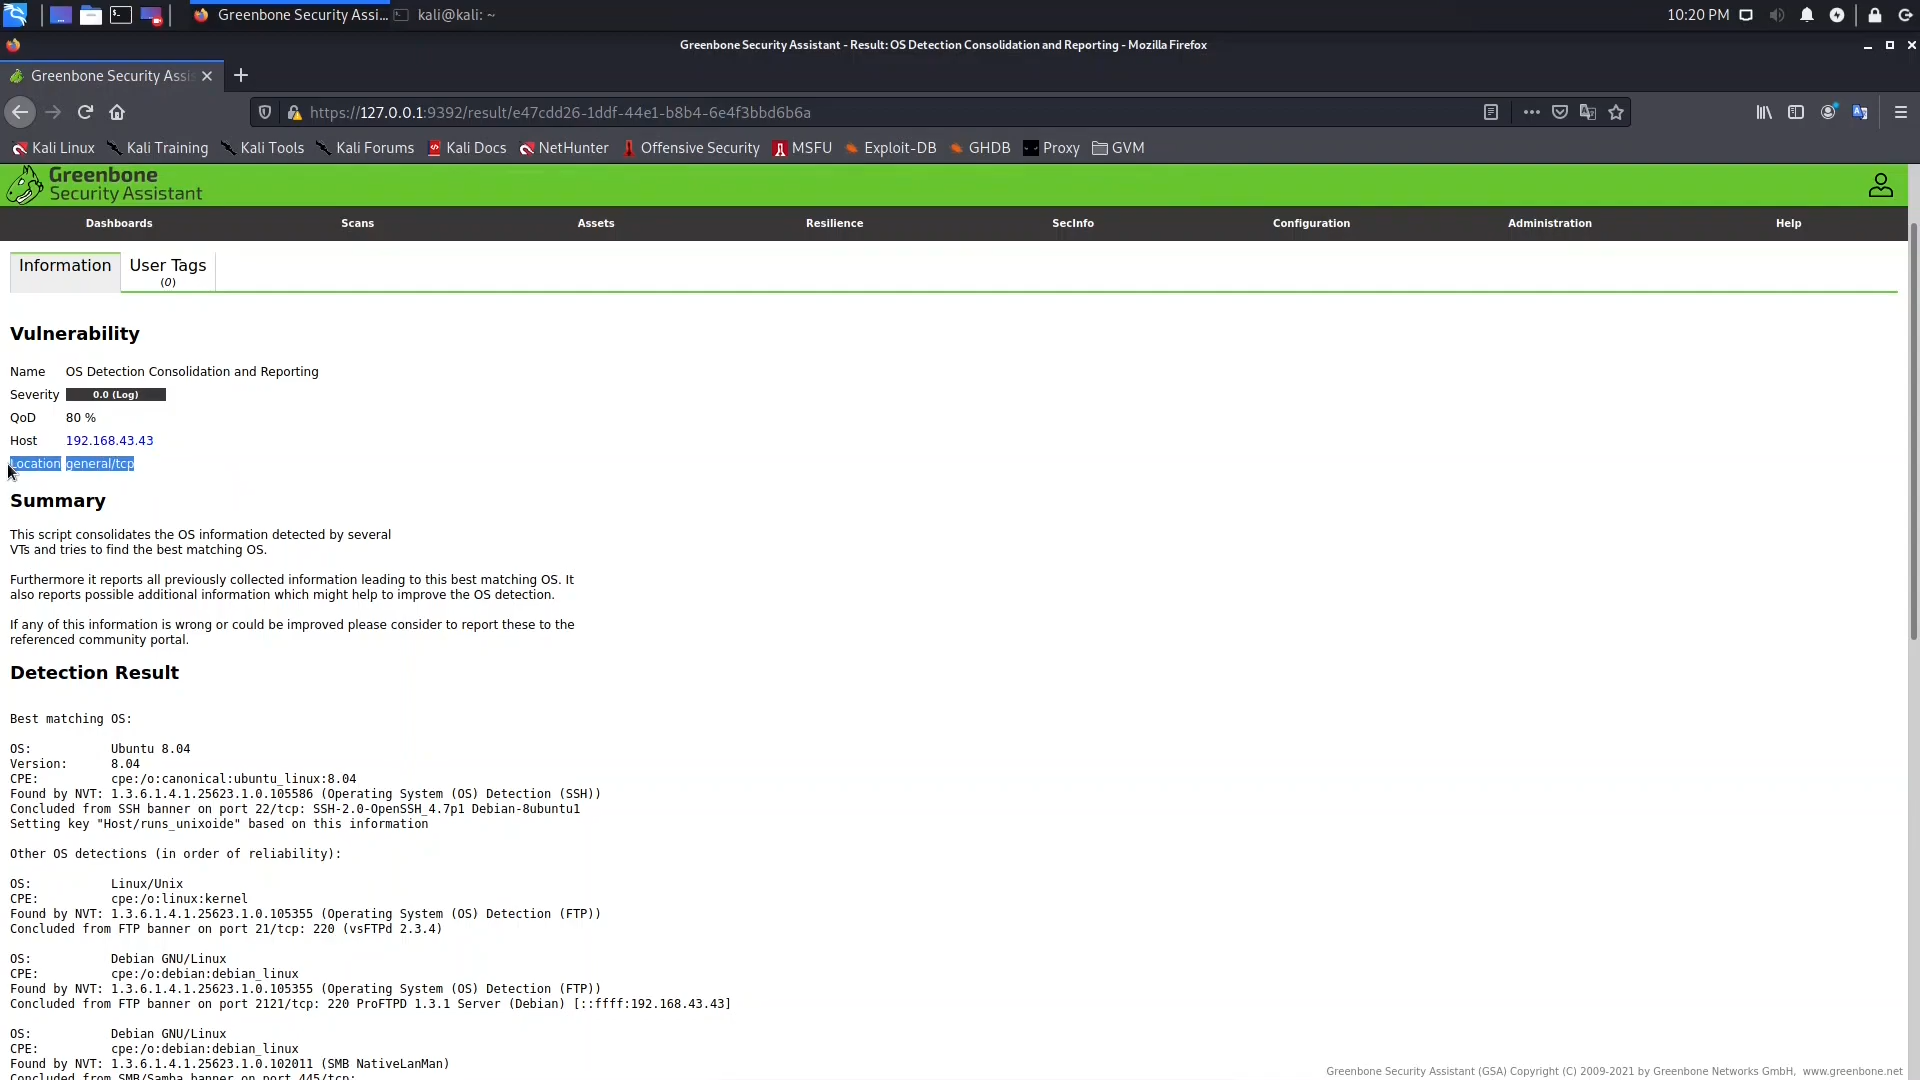 Greenbone Security Assi...
kali@kali: ~
10:20 PM
Greenbone Security Assistant - Result: OS Detection Consolidation and Reporting - Mozilla Firefox
Greenbone Security Assis
https://127.0.0.1:9392/result/e47cdd26-1ddf-44e1-b8b4-6e4f3bbd6b6a
Kali Linux Kali Training Kali Tools Kali Forums Kali Docs NetHunter Offensive Security MSFU Exploit-DB GHDB Proxy GVM
Greenbone
Security Assistant
Dashboards Scans Assets Resilience SecInfo Configuration Administration Help
Information User Tags
(0)
Vulnerability
Name OS Detection Consolidation and Reporting
Severity 0.0 (Log)
QoD 80 %
Host 192.168.43.43
Location general/tcp
Summary
This script consolidates the OS information detected by several
VTs and tries to find the best matching OS.
Furthermore it reports all previously collected information leading to this best matching OS. It
also reports possible additional information which might help to improve the OS detection.
If any of this information is wrong or could be improved please consider to report these to the
referenced community portal.
Detection Result
Best matching OS:
OS: Ubuntu 8.04
Version: 8.04
CPE: cpe:/o:canonical:ubuntu_linux:8.04
Found by NVT: 1.3.6.1.4.1.25623.1.0.105586 (Operating System (OS) Detection (SSH))
Concluded from SSH banner on port 22/tcp: SSH-2.0-OpenSSH_4.7p1 Debian-8ubuntu1
Setting key "Host/runs_unixoide" based on this information
Other OS detections (in order of reliability):
OS: Linux/Unix
CPE: cpe:/o:linux:kernel
Found by NVT: 1.3.6.1.4.1.25623.1.0.105355 (Operating System (OS) Detection (FTP))
Concluded from FTP banner on port 21/tcp: 220 (vsFTPd 2.3.4)
OS: Debian GNU/Linux
CPE: cpe:/o:debian:debian_linux
Found by NVT: 1.3.6.1.4.1.25623.1.0.105355 (Operating System (OS) Detection (FTP))
Concluded from FTP banner on port 2121/tcp: 220 ProFTPD 1.3.1 Server (Debian) [::ffff:192.168.43.43]
OS: Debian GNU/Linux
CPE: cpe:/o:debian:debian_linux
Found by NVT: 1.3.6.1.4.1.25623.1.0.102011 (SMB NativeLanMan)
Concluded from SMB/Samba banner on port 445/tcp:
Greenbone Security Assistant (GSA) Copyright (C) 2009-2021 by Greenbone Networks GmbH, www.greenbone.net